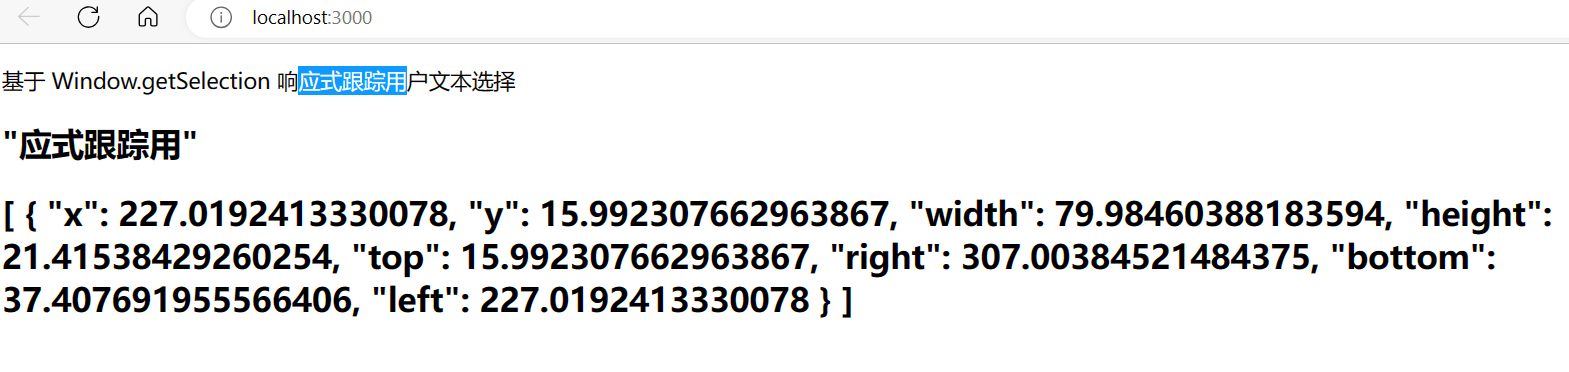 localhost:3000
基于 Window.getSelection 响应式跟踪用户文本选择
"应式跟踪用"
[ { "x": 227.0192413330078, "y": 15.992307662963867, "width": 79.98460388183594, "height":
21.41538429260254, "top": 15.992307662963867, "right": 307.00384521484375, "bottom":
37.407691955566406, "left": 227.0192413330078 } ]